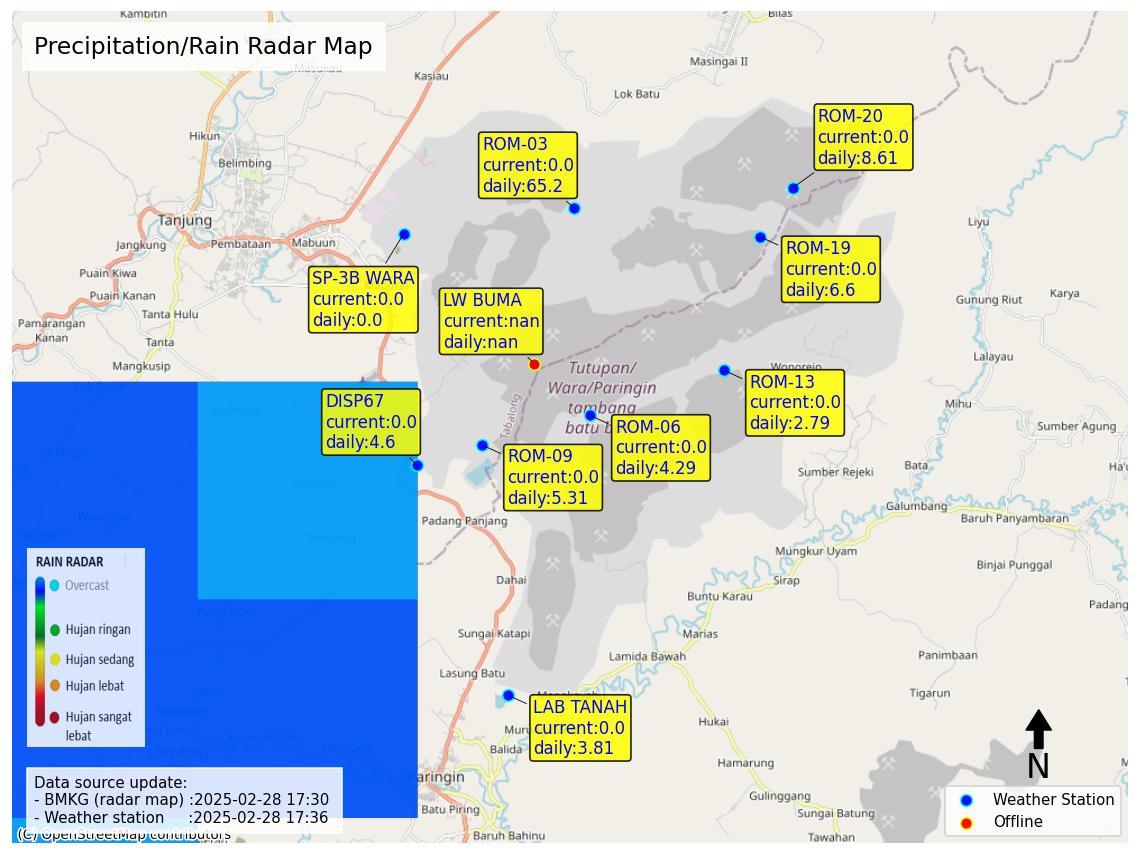 Kambitin
Bilas
Precipitation/Rain Radar Map
Masingai II
Masukau
Kasiau
Lok Batu
ROM-20
current:0.0
daily:8.61
Hikun
ROM-03
current:0.0
daily:65.2
Belimbing
Tanjung
Liyu
Jangkung
Pembataan
Mabuun
ROM-19
current:0.0
daily:6.6
Puain Kiwa
SP-3B WARA
current:0.0
daily:0.0
Puain Kanan
LW BUMA
current:nan
daily:nan
Gunung Riut
Karya
Tanta Hulu
Pamarangan
Kanan
Tanta
Mangkusip
Lalayau
Wonorejo
Tutupan/
Wara/Paringin
tambang
batu b
ROM-13
current:0.0
daily:2.79
DISP67
current:0.0
daily:4.6
Barimbun
Tabalong
Mihu
ROM-06
current:0.0
daily:4.29
Sumber Agung
Padangin
ROM-09
current:0.0
daily:5.31
Sumber Rejeki
Bata
Warukin
Galumbang
Walangkir
Padang Panjang
Baruh Panyambaran
Tamiyang
Mungkur Uyam
RAIN RADAR
Overcast
Hujan ringan
Hujan sedang
Hujan lebat
Hujan sangat
lebat
Binjai Punggal
Dahai
Sirap
Buntu Karau
Padang
Pulau Ku'u
Sungai Katapi
Marias
Lamida Bawah
Panimbaan
Lasung Batu
Tigarun
LAB TANAH
current:0.0
daily:3.81
Hukai
Balida
Hamarung
N
Paringin
Data source update:
- BMKG (radar map) :2025-02-28 17:30
- Weather station :2025-02-28 17:36
Gulinggang
Weather Station
Offline
Batu Piring
Sungai Batung
(C) OpenStreetMap contributors
Baruh Bahinu
Tawahan